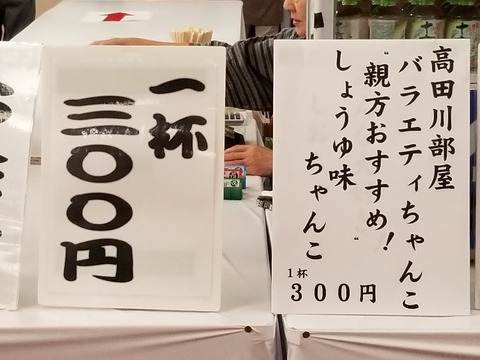 高田川部屋
バラエティちゃんこ
“親方おすすめ！”
しょうゆ味
ちゃんこ
1杯
300円
一杯
三〇〇円